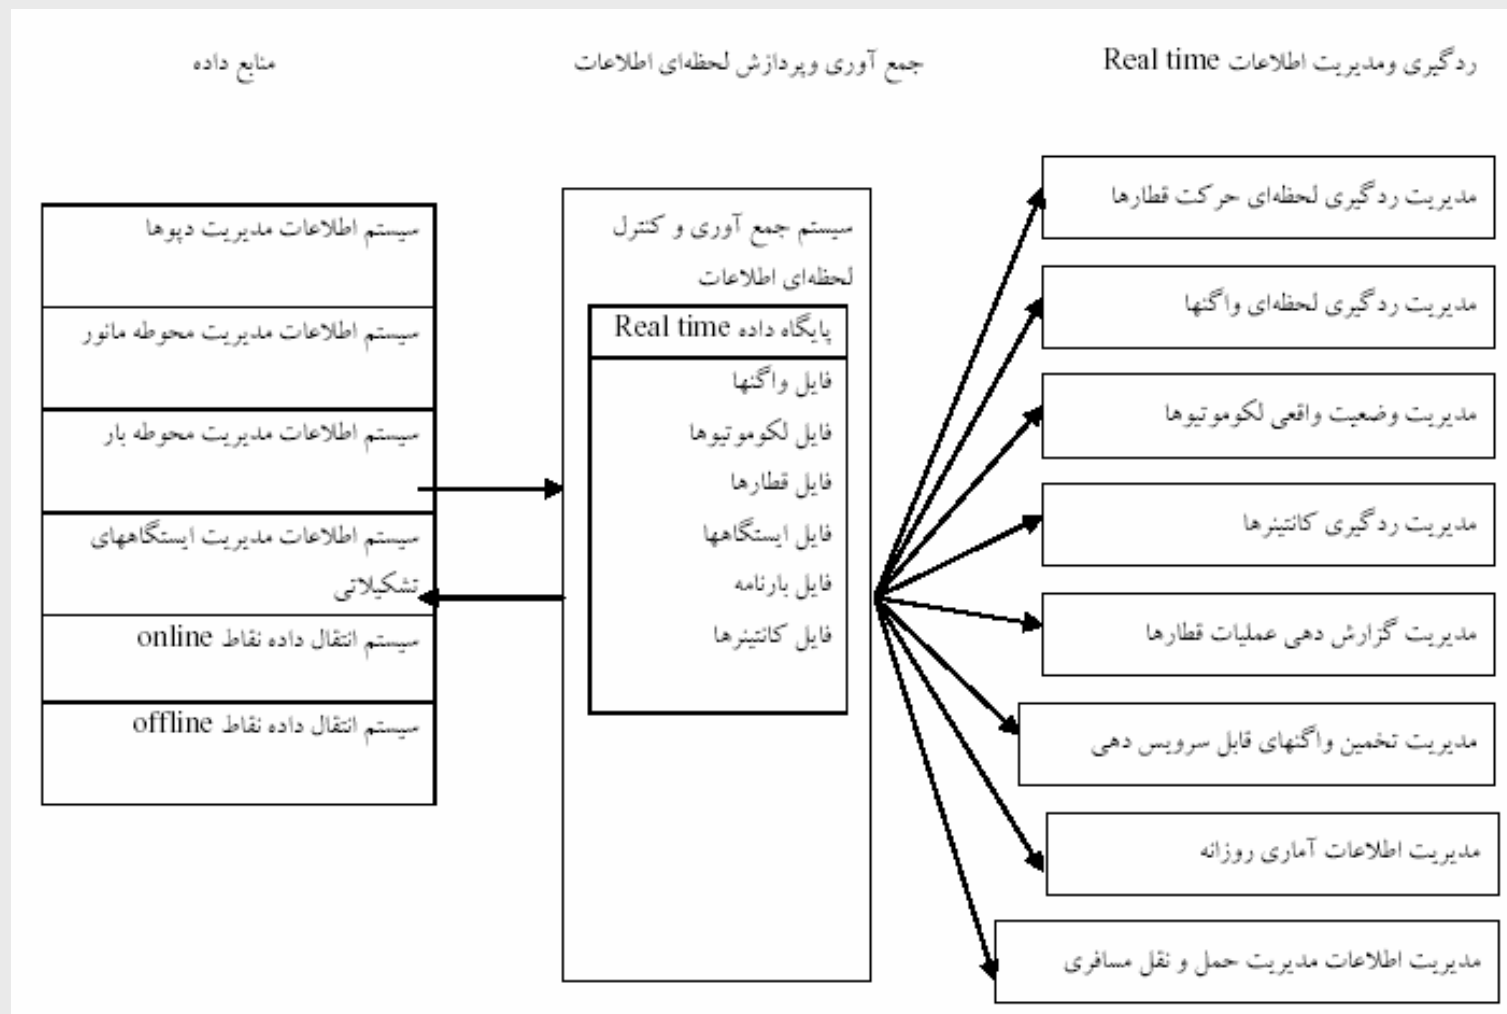 ردگیری ومدیریت اطلاعات Real time
جمع آوری وپردازش لحظه‌ای اطلاعات
منابع داده
مدیریت ردگیری لحظه‌ای حرکت قطارها
مدیریت ردگیری لحظه‌ای واگنها
مدیریت وضعیت واقعی لکوموتیوها
مدیریت ردگیری کانتینرها
مدیریت گزارش دهی عملیات قطارها
مدیریت تخمین واگنهای قابل سرویس دهی
مدیریت اطلاعات آماری روزانه
مدیریت اطلاعات مدیریت حمل و نقل مسافری
سیستم جمع آوری و کنترل
لحظه‌ای اطلاعات
پایگاه داده Real time
فایل واگنها
فایل لکوموتیوها
فایل قطارها
فایل ایستگاهها
فایل بارنامه
فایل کانتینرها
سیستم اطلاعات مدیریت دپوها
سیستم اطلاعات مدیریت محوطه مانور
سیستم اطلاعات مدیریت محوطه بار
سیستم اطلاعات مدیریت ایستگاههای
تشکیلاتی
سیستم انتقال داده نقاط online
سیستم انتقال داده نقاط offline